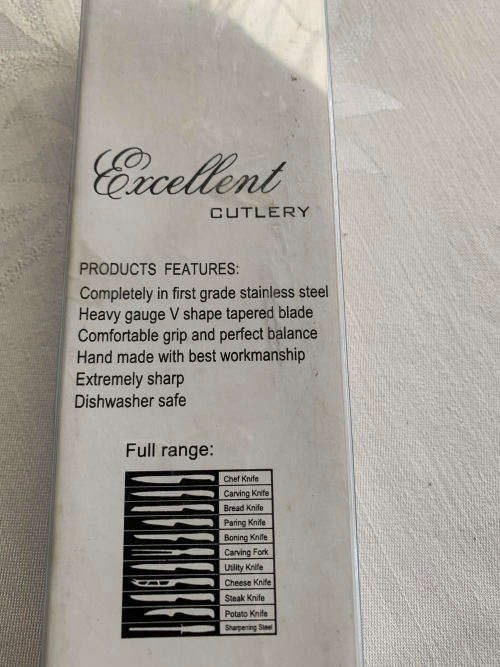 Excellent
CUTLERY
PRODUCTS FEATURES:
Completely in first grade stainless steel
Heavy gauge V shape tapered blade
Comfortable grip and perfect balance
Hand made with best workmanship
Extremely sharp
Dishwasher safe
Full range:
Chef Knife
Carving Knife
Bread Knife
Paring Knife
Boning Knife
Carving Fork
Utility Knife
Cheese Knife
Steak Knife
Potato Knife
Sharpening Steel